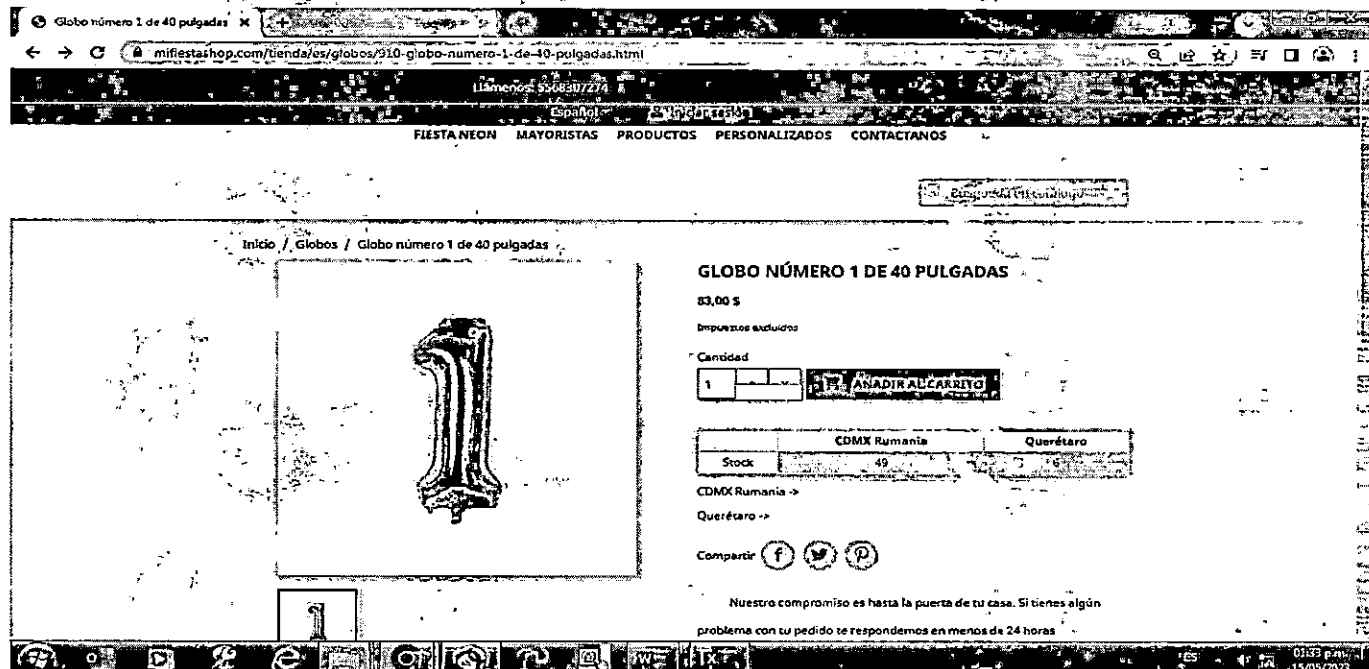 Globo número 1 de 40 pulgadas
mifiestashop.com/tienda/es/globos/910-globo-numero-1-de-40-pulgadas.html
Llámenos: 5568307274
Español
FIESTA NEON MAYORISTAS PRODUCTOS PERSONALIZADOS CONTACTANOS
Inicio / Globos / Globo número 1 de 40 pulgadas
GLOBO NÚMERO 1 DE 40 PULGADAS
83,00 $
Impuestos excluidos
Cantidad
1 AÑADIR AL CARRITO
CDMX Rumania Querétaro
Stock 49 6
CDMX Rumania ->
Querétaro ->
Compartir
Nuestro compromiso es hasta la puerta de tu casa. Si tienes algún
problema con tu pedido te respondemos en menos de 24 horas
ES 01:33 p.m.